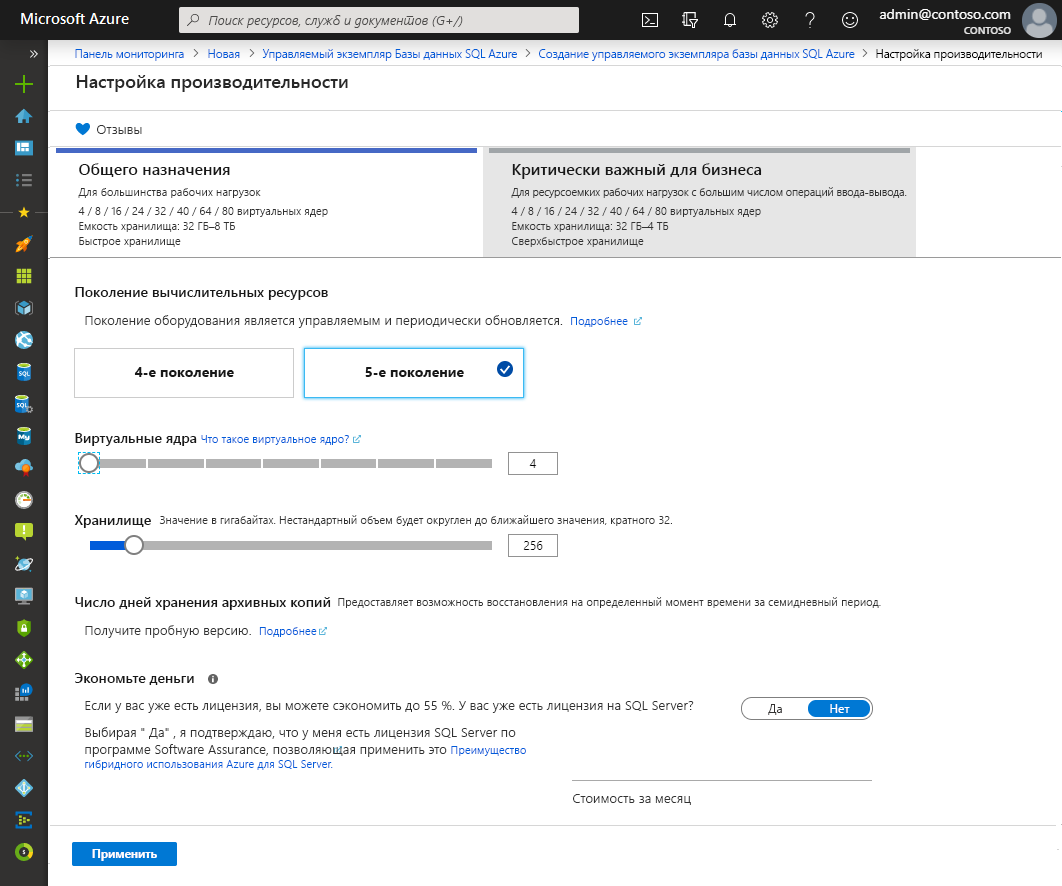 Microsoft Azure
Поиск ресурсов, служб и документов (G+/)
admin@contoso.com
CONTOSO
Панель мониторинга > Новая > Управляемый экземпляр Базы данных SQL Azure > Создание управляемого экземпляра базы данных SQL Azure > Настройка производительности
Настройка производительности
Отзывы
Общего назначения
Для большинства рабочих нагрузок
4 / 8 / 16 / 24 / 32 / 40 / 64 / 80 виртуальных ядер
Емкость хранилища: 32 ГБ–8 ТБ
Быстрое хранилище
Критически важный для бизнеса
Для ресурсоемких рабочих нагрузок с большим числом операций ввода-вывода.
4 / 8 / 16 / 24 / 32 / 40 / 64 / 80 виртуальных ядер
Емкость хранилища: 32 ГБ–4 ТБ
Сверхбыстрое хранилище
Поколение вычислительных ресурсов
Поколение оборудования является управляемым и периодически обновляется. Подробнее
4-е поколение
5-е поколение
Виртуальные ядра Что такое виртуальное ядро?
4
Хранилище Значение в гигабайтах. Нестандартный объем будет округлен до ближайшего значения, кратного 32.
256
Число дней хранения архивных копий Предоставляет возможность восстановления на определенный момент времени за семидневный период.
Получите пробную версию. Подробнее
Экономьте деньги
Если у вас уже есть лицензия, вы можете сэкономить до 55 %. У вас уже есть лицензия на SQL Server?
Да Нет
Выбирая " Да" , я подтверждаю, что у меня есть лицензия SQL Server по
программе Software Assurance, позволяющая применить это Преимущество
гибридного использования Azure для SQL Server.
Стоимость за месяц
Применить